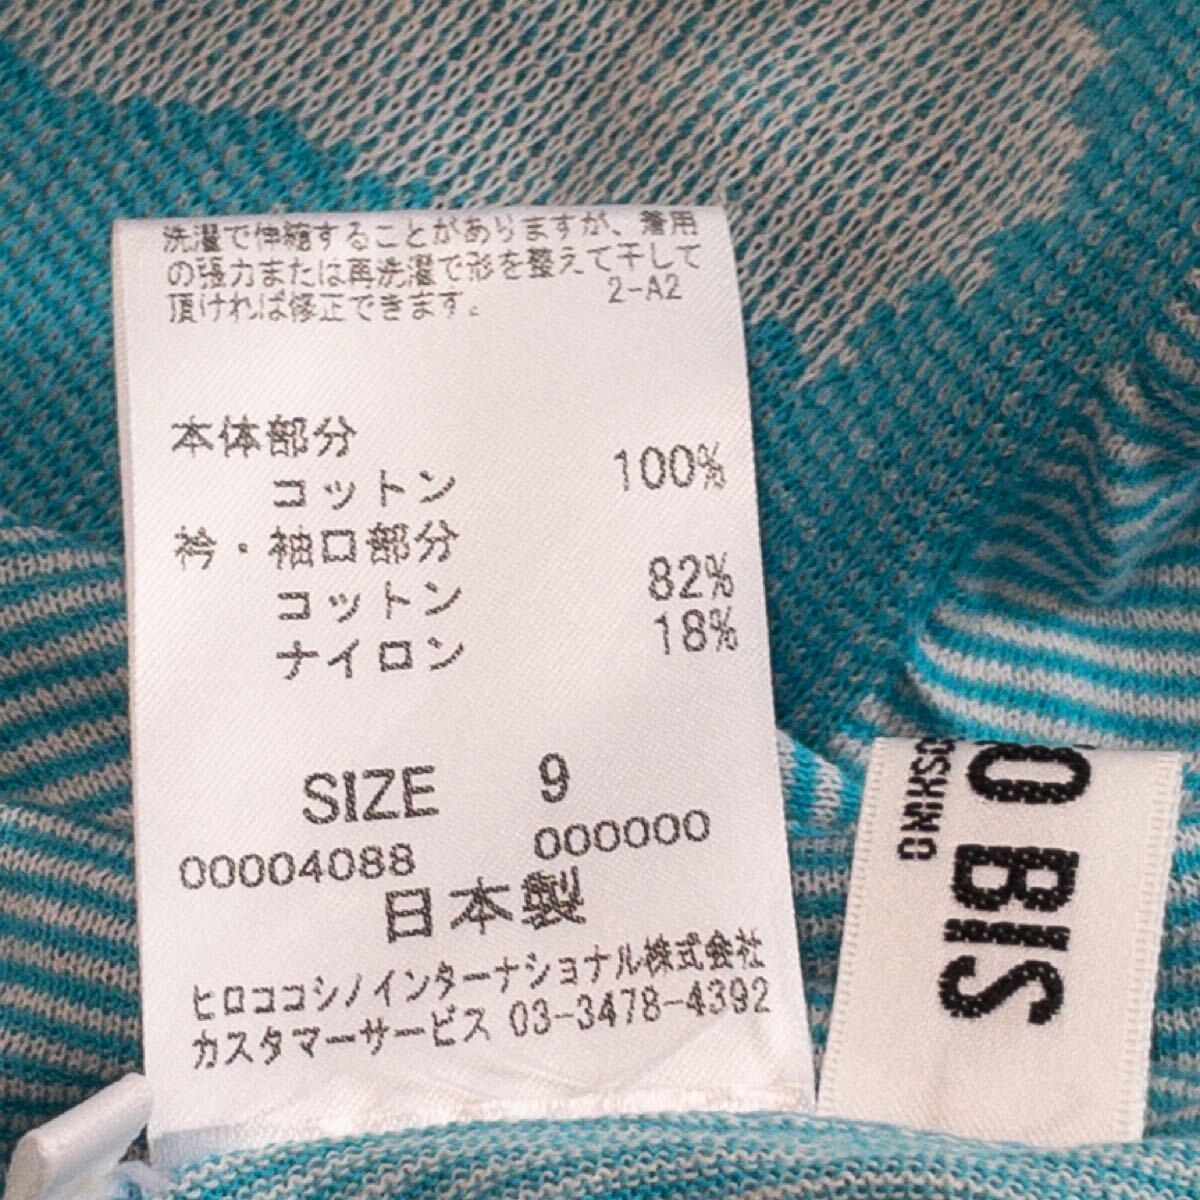 洗濯で伸縮することがありますが、着用
の張力または再洗濯で形を整えて干して
頂ければ修正できます。 2-A2
本体部分
コットン 100%
衿・袖口部分
コットン 82%
ナイロン 18%
SIZE 9
00004088 000000
日本製
ヒロココシノインターナショナル株式会社
カスタマーサービス 03-3478-4392
O BIS